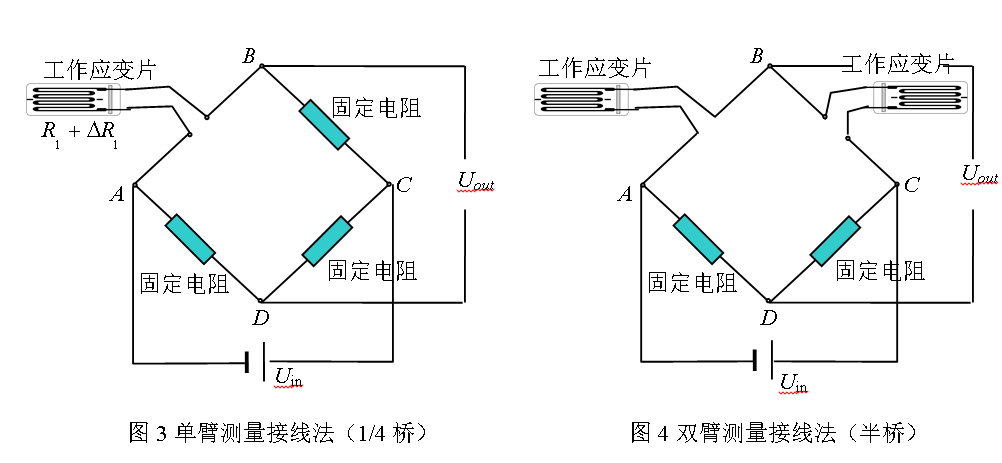 B
工作应变片
固定电阻
R1 + ΔR1
A
C
Uout
固定电阻
固定电阻
D
Uin
图 3 单臂测量接线法（1/4 桥）
B
工作应变片
工作应变片
A
C
Uout
固定电阻
固定电阻
D
Uin
图 4 双臂测量接线法（半桥）